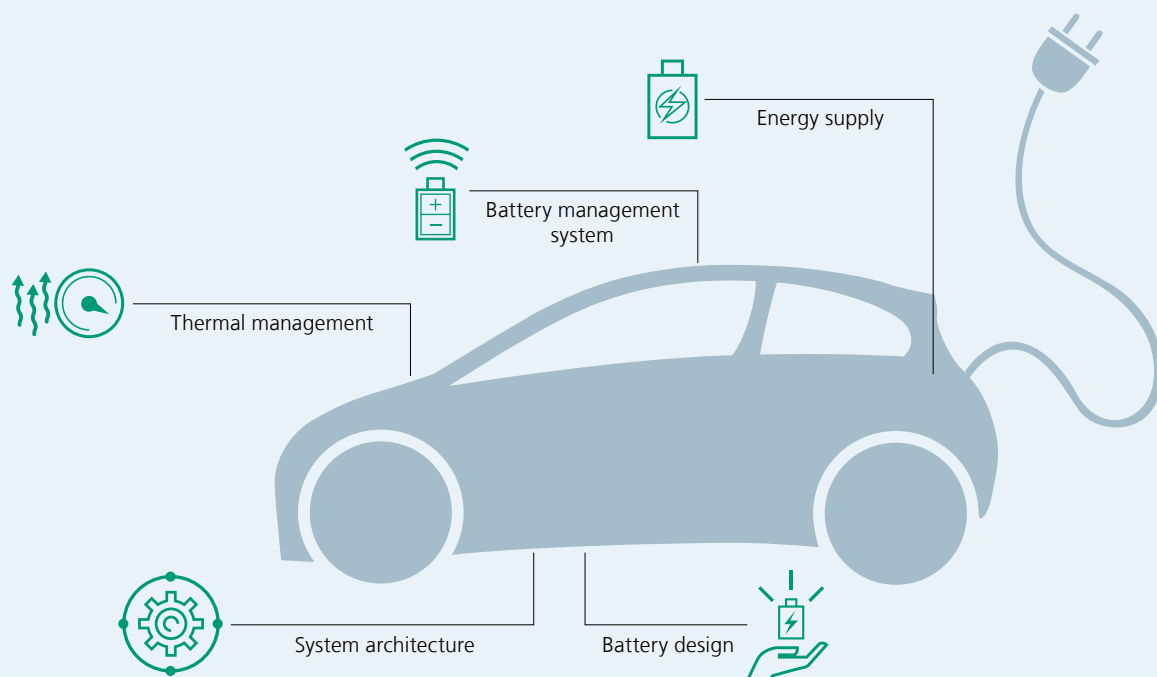 Energy supply
Battery management
system
Thermal management
System architecture
Battery design